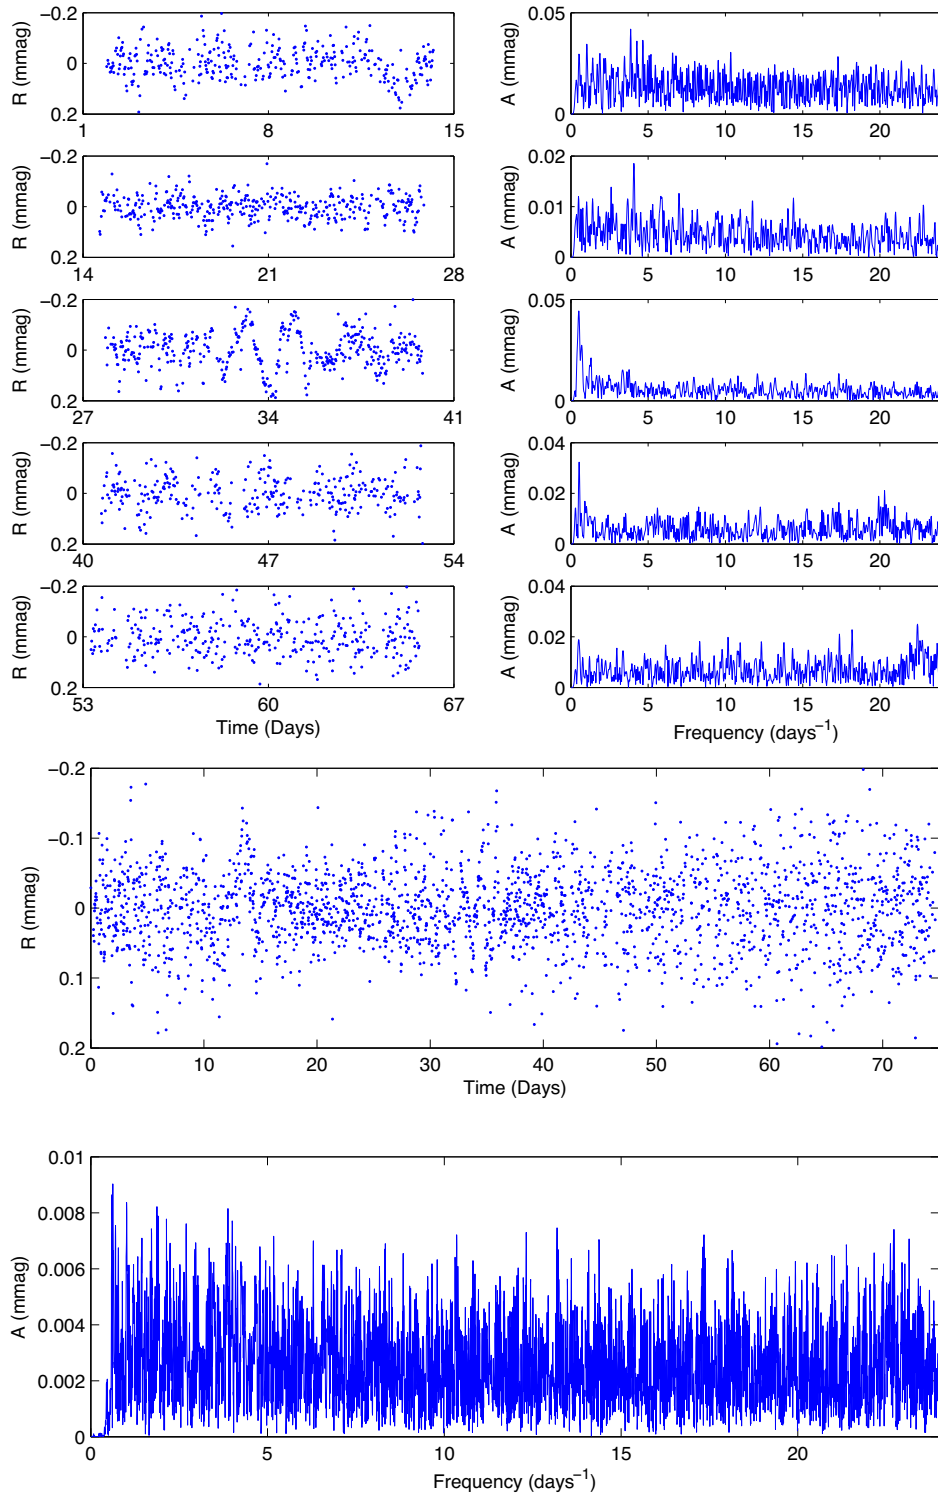 −0.2
0
0.2
R (mmag)
1 8 15
0.05
0
A (mmag)
0 5 10 15 20
−0.2
0
0.2
R (mmag)
14 21 28
0.02
0.01
0
A (mmag)
0 5 10 15 20
−0.2
0
0.2
R (mmag)
27 34 41
0.05
0
A (mmag)
0 5 10 15 20
−0.2
0
0.2
R (mmag)
40 47 54
0.04
0.02
0
A (mmag)
0 5 10 15 20
−0.2
0
0.2
R (mmag)
53 60 67
Time (Days)
0.04
0.02
0
A (mmag)
0 5 10 15 20
Frequency (days⁻¹)
−0.2
−0.1
0
0.1
0.2
R (mmag)
0 10 20 30 40 50 60 70
Time (Days)
0.01
0.008
0.006
0.004
0.002
0
A (mmag)
0 5 10 15 20
Frequency (days⁻¹)